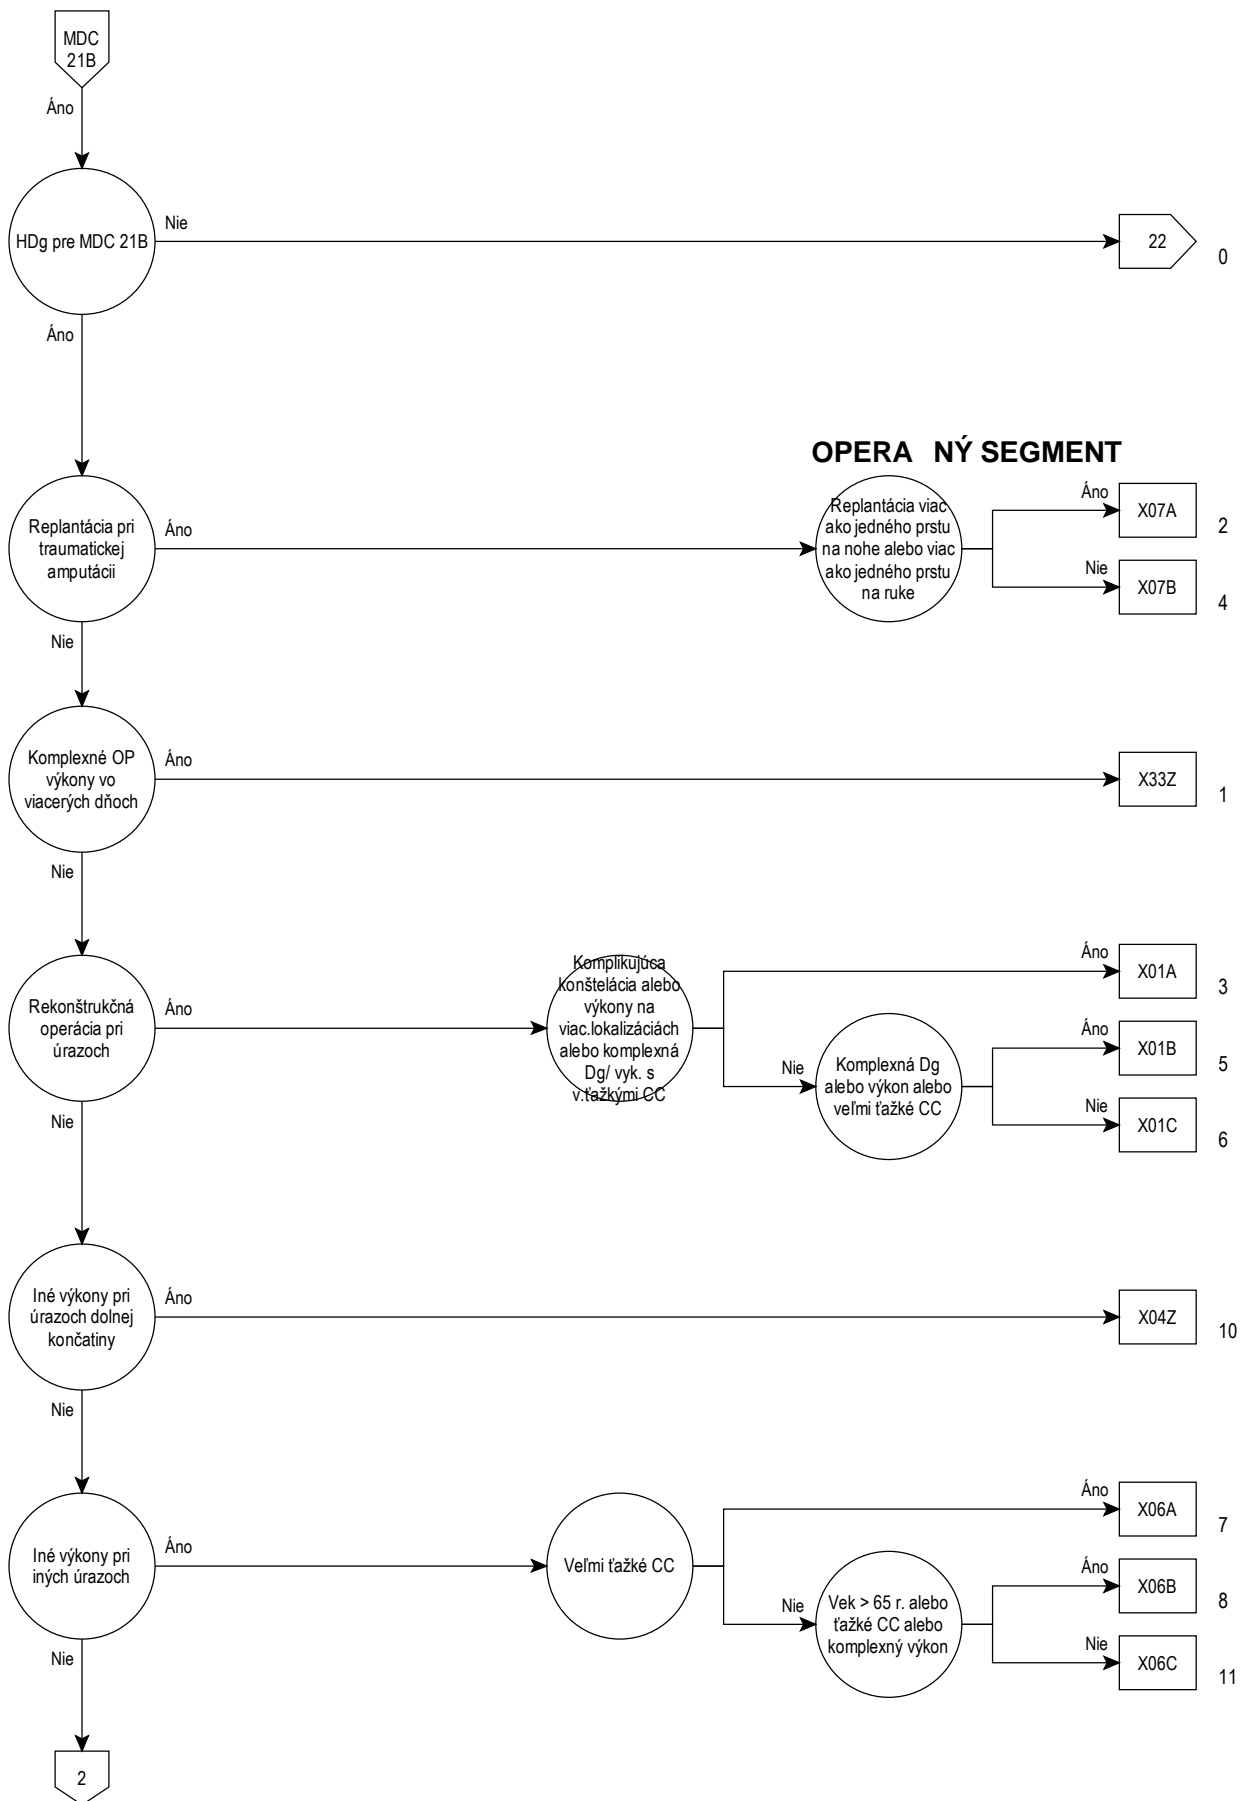 MDC
21B
Áno
HDg pre MDC 21B
Nie
22
0
Áno
OPERA NÝ SEGMENT
Replantácia pri
traumatickej
amputácii
Áno
Replantácia viac
ako jedného prstu
na nohe alebo viac
ako jedného prstu
na ruke
Áno
X07A
2
Nie
X07B
4
Nie
Komplexné OP
výkony vo
viacerých dňoch
Áno
X33Z
1
Nie
Rekonštrukčná
operácia pri
úrazoch
Áno
Komplikujúca
konštelácia alebo
výkony na
viac.lokalizáciách
alebo komplexná
Dg/ vyk. s
v.ťažkými CC
Áno
X01A
3
Nie
Komplexná Dg
alebo výkon alebo
veľmi ťažké CC
Áno
X01B
5
Nie
X01C
6
Nie
Iné výkony pri
úrazoch dolnej
končatiny
Áno
X04Z
10
Nie
Iné výkony pri
iných úrazoch
Áno
Veľmi ťažké CC
Áno
X06A
7
Nie
Vek > 65 r. alebo
ťažké CC alebo
komplexný výkon
Áno
X06B
8
Nie
X06C
11
Nie
2